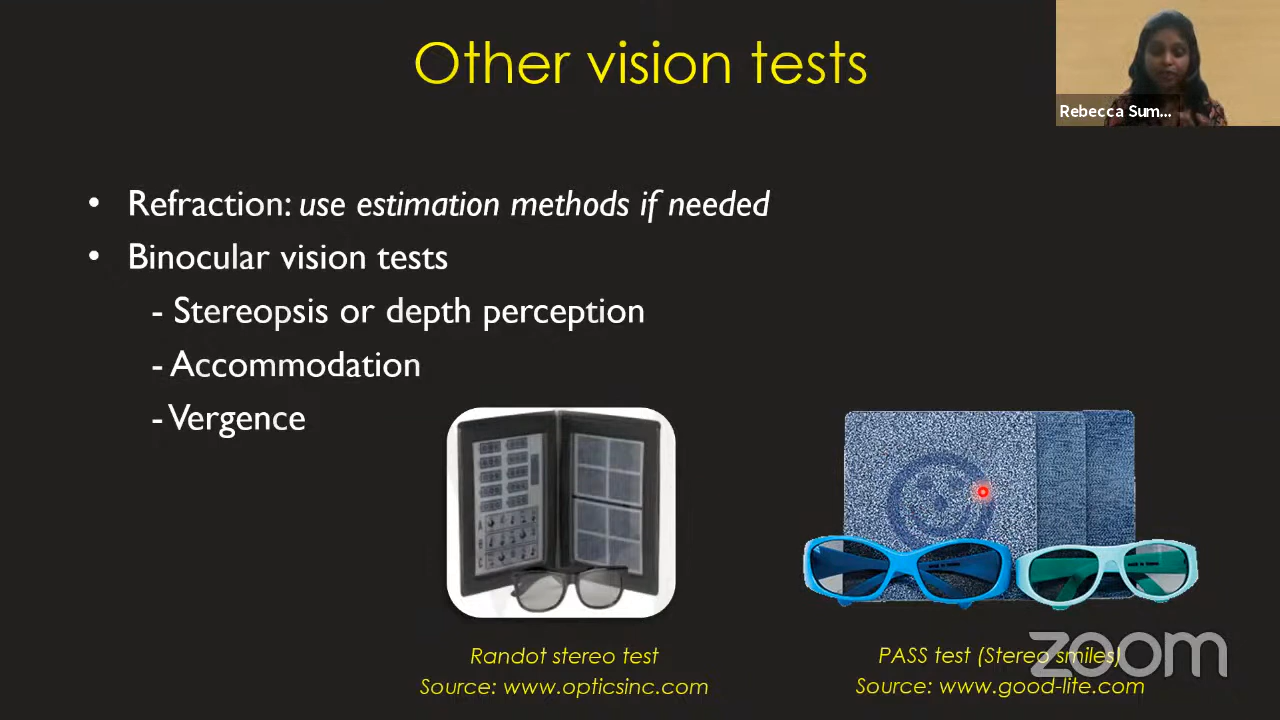 Other vision tests
Rebecca Sum...
• Refraction: use estimation methods if needed
• Binocular vision tests
- Stereopsis or depth perception
- Accommodation
- Vergence
Randot stereo test
Source: www.opticsinc.com
PASS test (Stereo smiles)
Source: www.good-lite.com
zoom